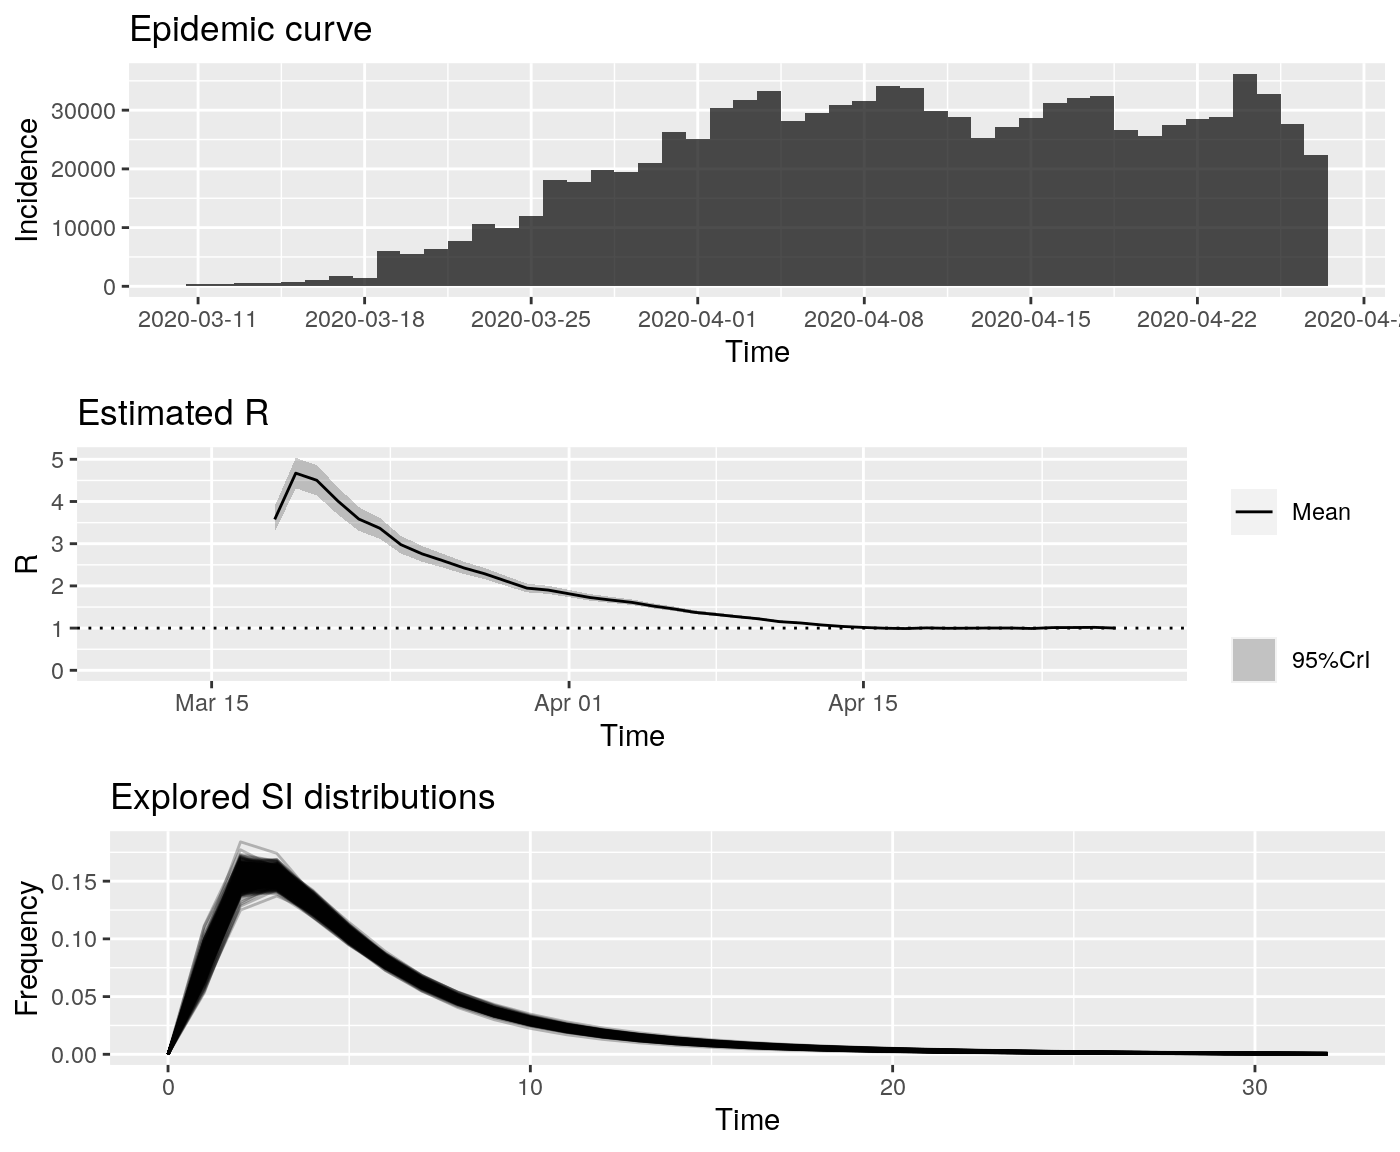 Epidemic curve
Incidence
30000
20000
10000
0
2020-03-11 2020-03-18 2020-03-25 2020-04-01 2020-04-08 2020-04-15 2020-04-22 2020-04-
Time
Estimated R
R
5
4
3
2
1
0
Mar 15 Apr 01 Apr 15
Time
Mean
95%CrI
Explored SI distributions
Frequency
0.15
0.10
0.05
0.00
0 10 20 30
Time